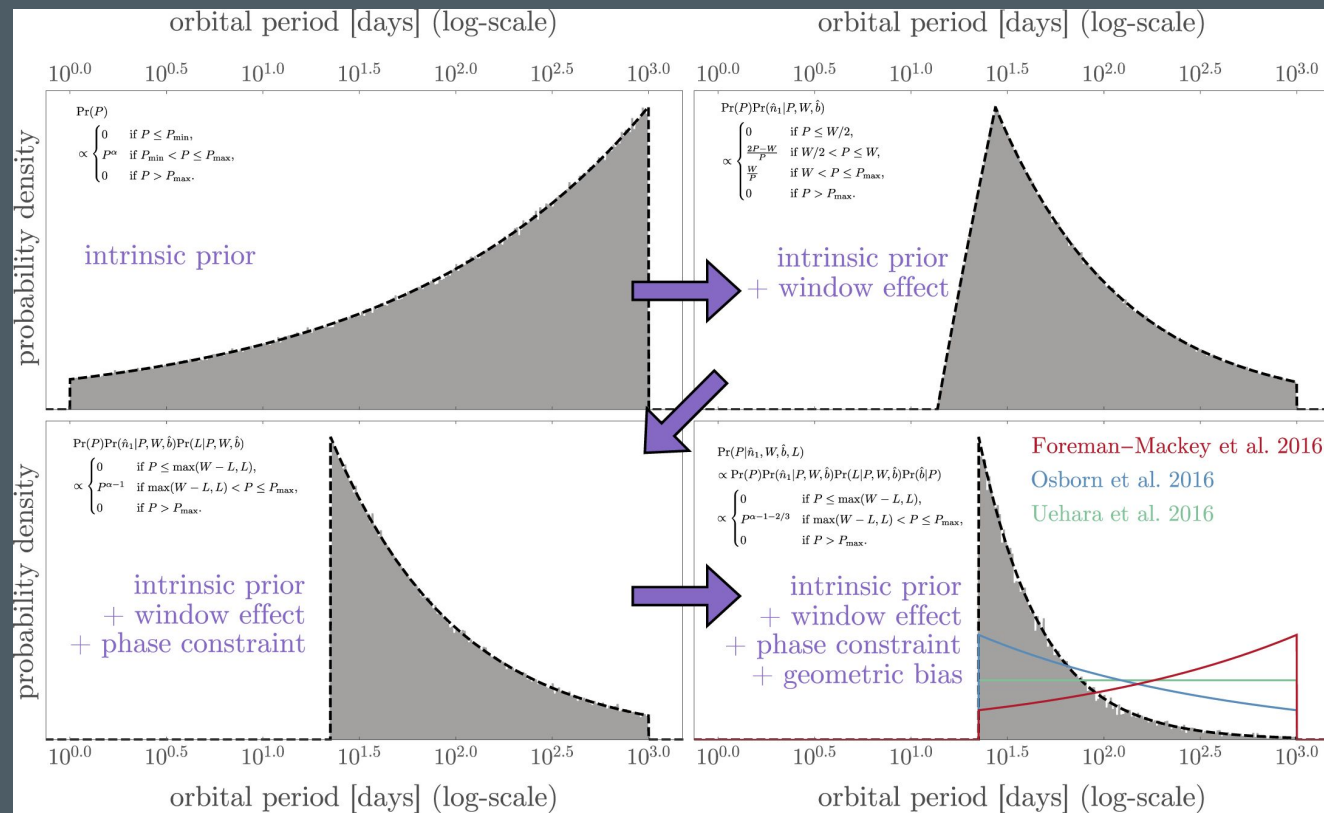 orbital period [days] (log-scale)
orbital period [days] (log-scale)
10^0.0 10^0.5 10^1.0 10^1.5 10^2.0 10^2.5 10^3.0
10^0.0 10^0.5 10^1.0 10^1.5 10^2.0 10^2.5 10^3.0
probability density
Pr(P)
∝ { 0 if P ≤ P_min,
P^α if P_min < P ≤ P_max,
0 if P > P_max.
intrinsic prior
Pr(P)Pr(n̂₁|P, W, b̂)
∝ { 0 if P ≤ W/2,
(2P−W)/P if W/2 < P ≤ W,
W/P if W < P ≤ P_max,
0 if P > P_max.
intrinsic prior
+ window effect
probability density
Pr(P)Pr(n̂₁|P, W, b̂)Pr(L|P, W, b̂)
∝ { 0 if P ≤ max(W − L, L),
P^(α−1) if max(W − L, L) < P ≤ P_max,
0 if P > P_max.
intrinsic prior
+ window effect
+ phase constraint
Pr(P|n̂₁, W, b̂, L)
∝ Pr(P)Pr(n̂₁|P, W, b̂)Pr(L|P, W, b̂)Pr(b̂|P)
∝ { 0 if P ≤ max(W − L, L),
P^(α−1−2/3) if max(W − L, L) < P ≤ P_max,
0 if P > P_max.
intrinsic prior
+ window effect
+ phase constraint
+ geometric bias
Foreman−Mackey et al. 2016
Osborn et al. 2016
Uehara et al. 2016
10^0.0 10^0.5 10^1.0 10^1.5 10^2.0 10^2.5 10^3.0
10^0.0 10^0.5 10^1.0 10^1.5 10^2.0 10^2.5 10^3.0
orbital period [days] (log-scale)
orbital period [days] (log-scale)